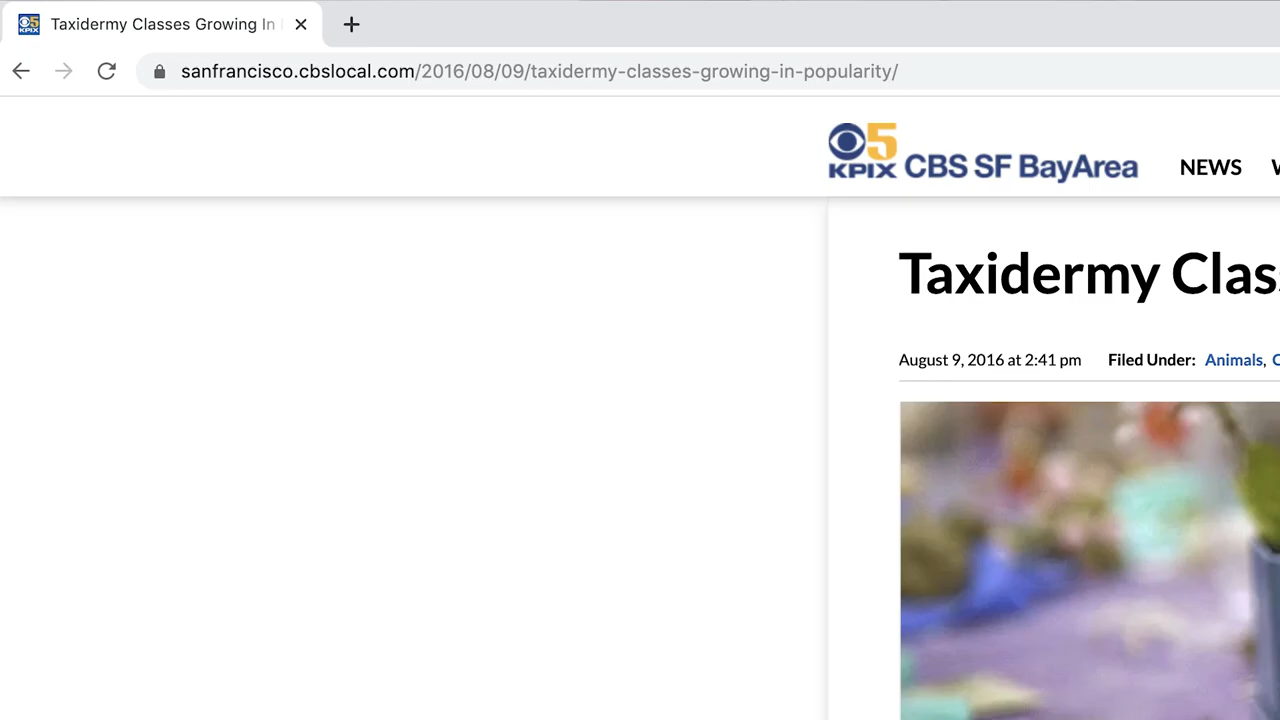 Taxidermy Classes Growing In
sanfrancisco.cbslocal.com/2016/08/09/taxidermy-classes-growing-in-popularity/
5
KPIX CBS SF BayArea
NEWS
Taxidermy Clas
August 9, 2016 at 2:41 pm Filed Under: Animals,